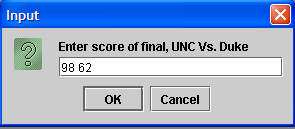 Input
Enter score of final, UNC Vs. Duke
98 62
OK Cancel